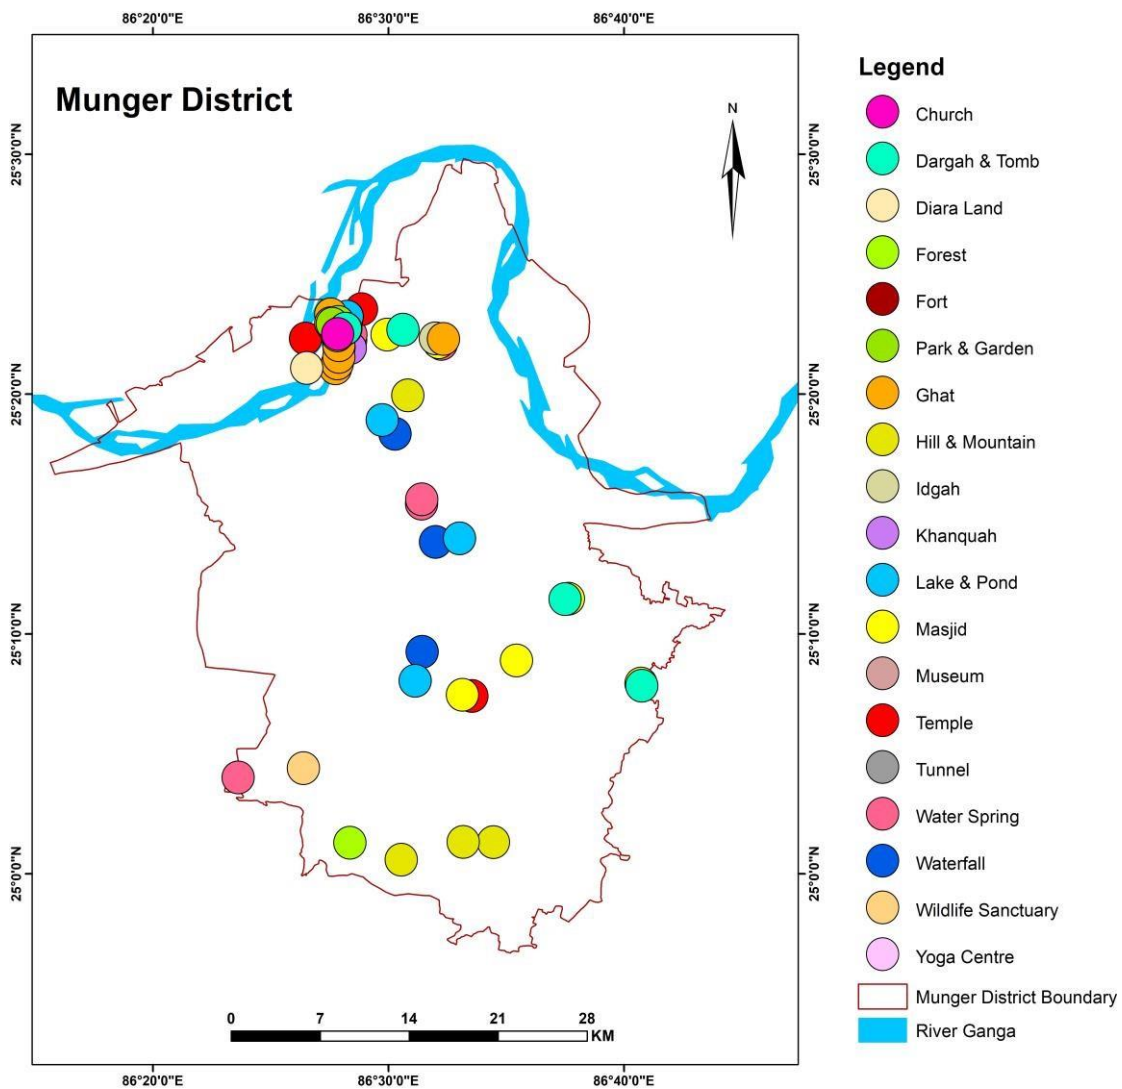 86°20'0"E 86°30'0"E 86°40'0"E
Munger District
N
25°30'0"N 25°30'0"N
25°20'0"N 25°20'0"N
25°10'0"N 25°10'0"N
25°0'0"N 25°0'0"N
0 7 14 21 28
KM
86°20'0"E 86°30'0"E 86°40'0"E
Legend
Church
Dargah & Tomb
Diara Land
Forest
Fort
Park & Garden
Ghat
Hill & Mountain
Idgah
Khanquah
Lake & Pond
Masjid
Museum
Temple
Tunnel
Water Spring
Waterfall
Wildlife Sanctuary
Yoga Centre
Munger District Boundary
River Ganga